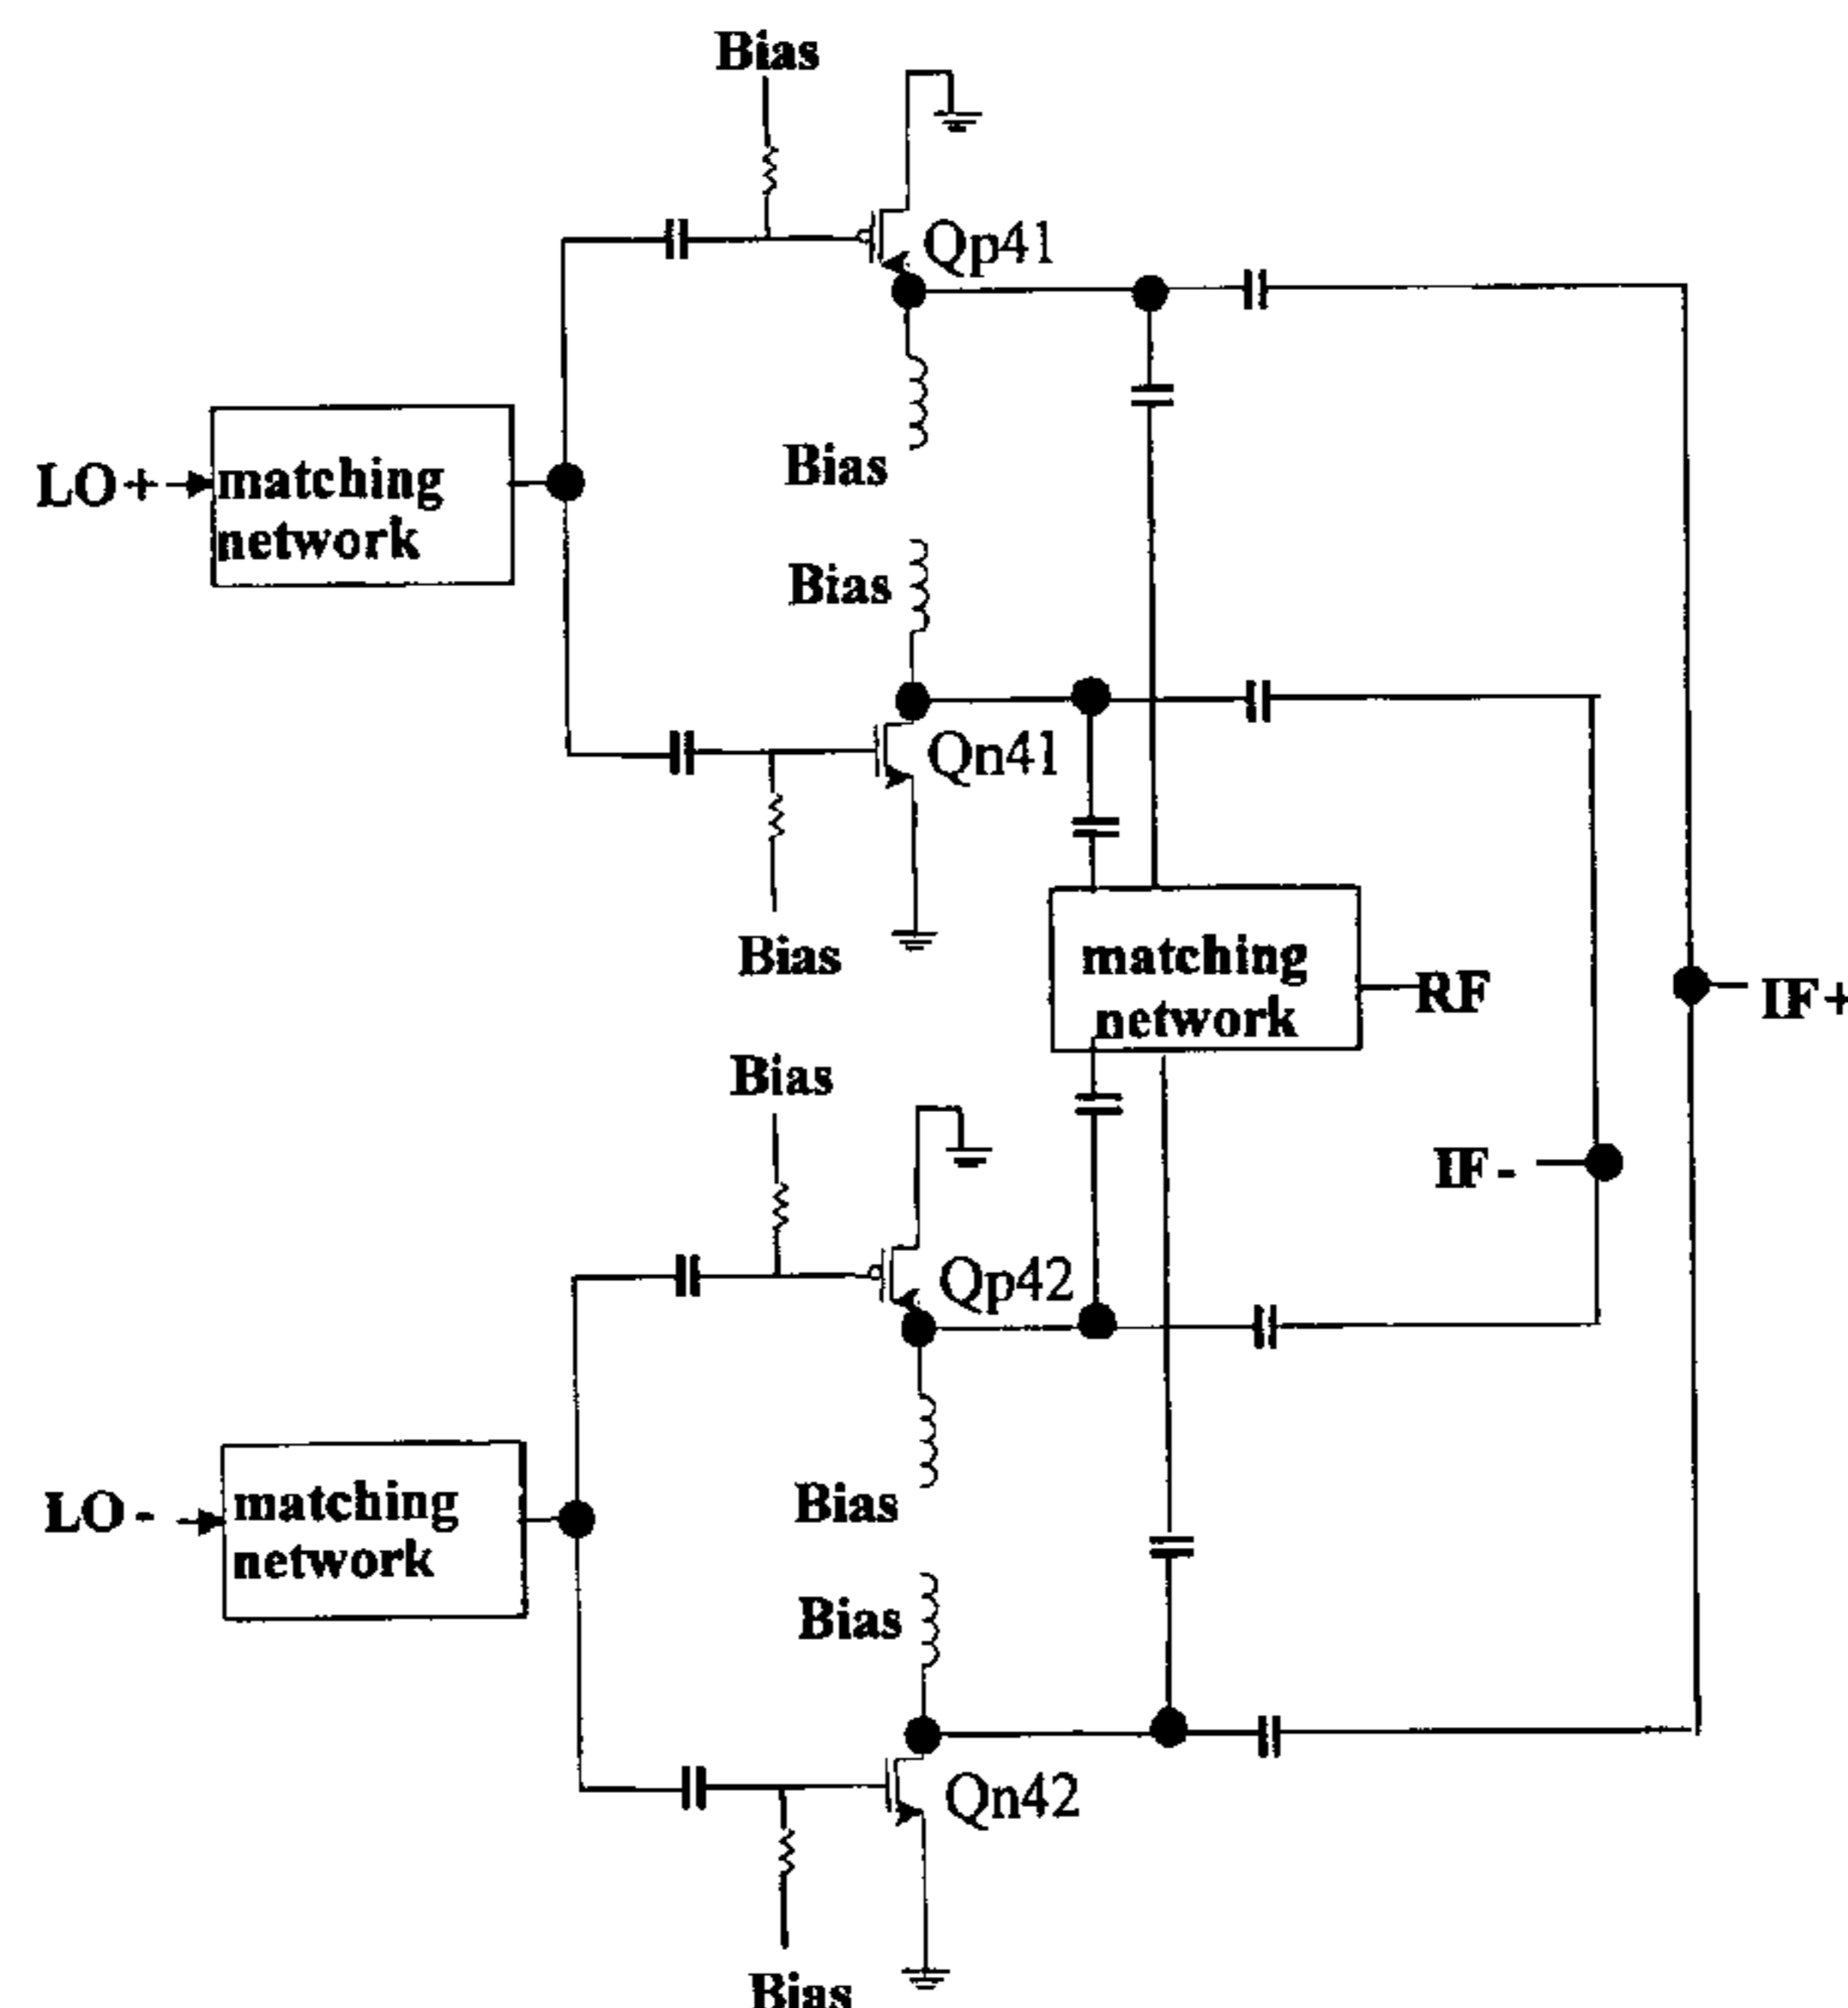 Bias
Qp41
LO+
matching
network
Bias
Bias
Qn41
Bias
matching
network
RF
IF+
Bias
IF-
Qp42
LO-
matching
network
Bias
Bias
Qn42
Bias